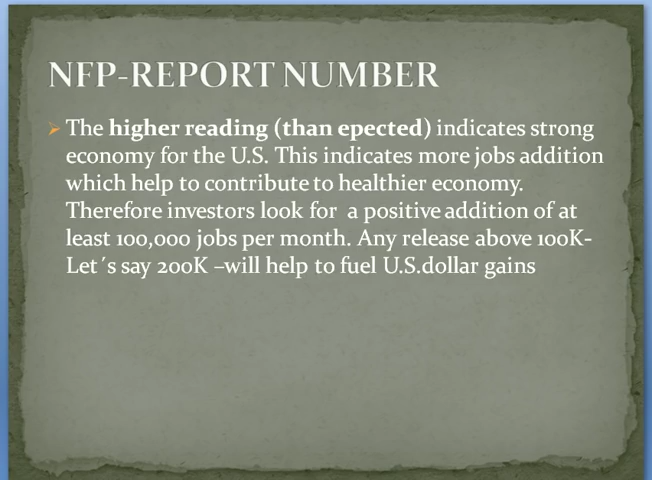 NFP-REPORT NUMBER
The higher reading (than epected) indicates strong
economy for the U.S. This indicates more jobs addition
which help to contribute to healthier economy.
Therefore investors look for  a positive addition of at
least 100,000 jobs per month. Any release above 100K-
Let´s say 200K –will help to fuel U.S.dollar gains